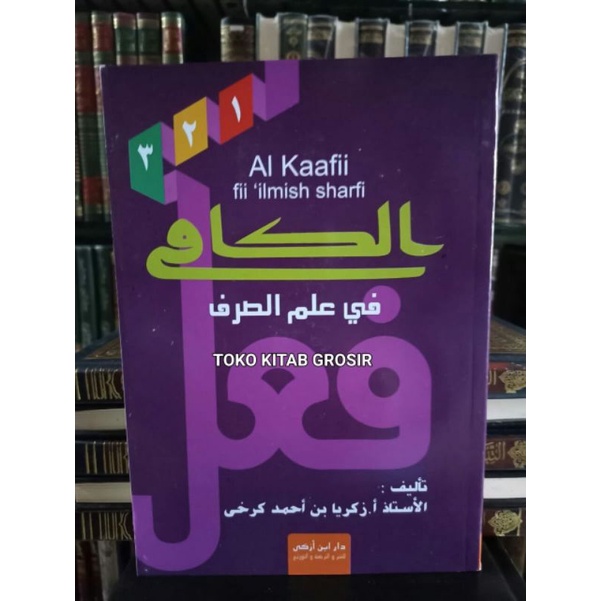 ١
٢
٣
Al Kaafii
fii 'ilmish sharfi
الكافي
في علم الصرف
TOKO KITAB GROSIR
فعل
تأليف :
الأستاذ أ. زكريا بن أحمد كرخي
دار ابن أزكى